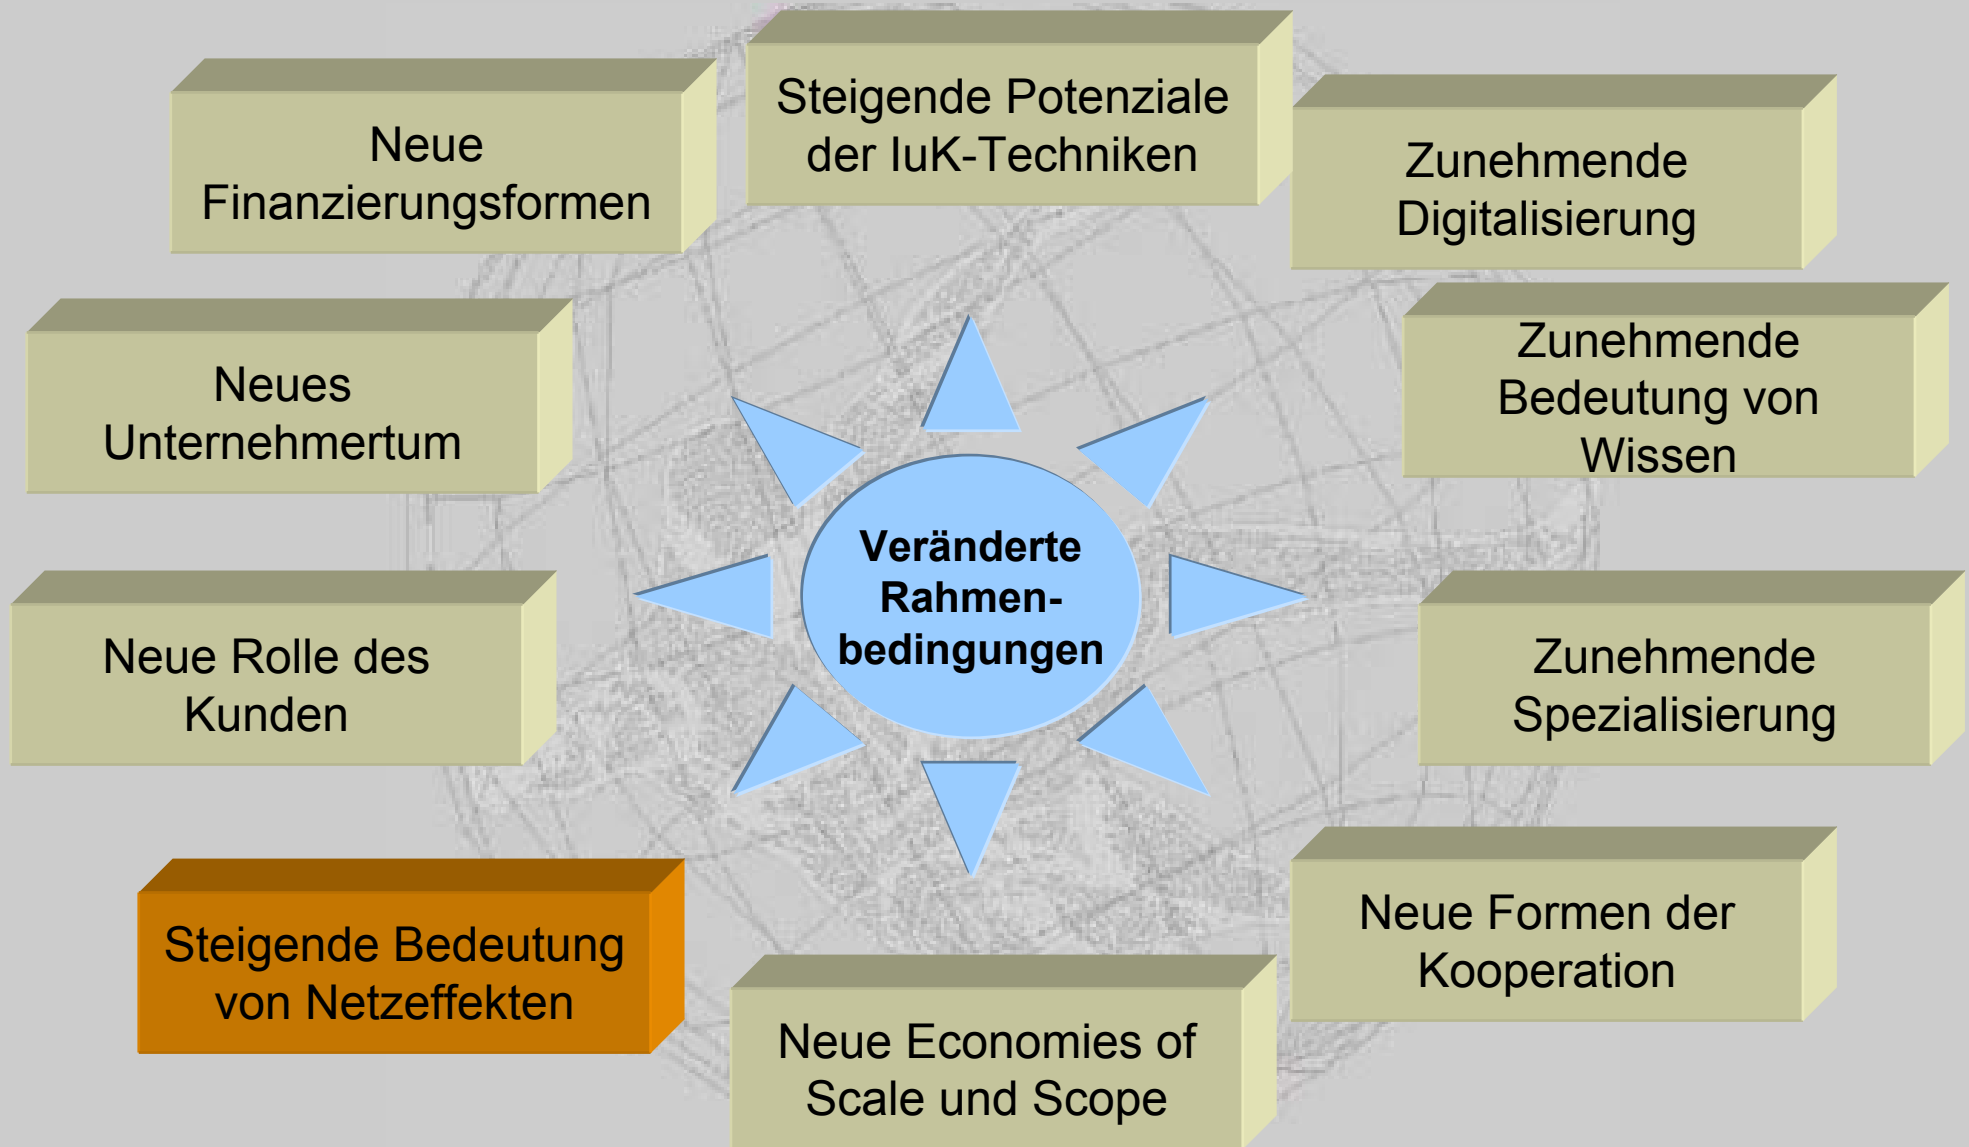 Steigende Potenziale
der IuK-Techniken
Neue
Finanzierungsformen
Zunehmende
Digitalisierung
Neues
Unternehmertum
Zunehmende
Bedeutung von
Wissen
Veränderte
Rahmen-
bedingungen
Neue Rolle des
Kunden
Zunehmende
Spezialisierung
Steigende Bedeutung
von Netzeffekten
Neue Formen der
Kooperation
Neue Economies of
Scale und Scope